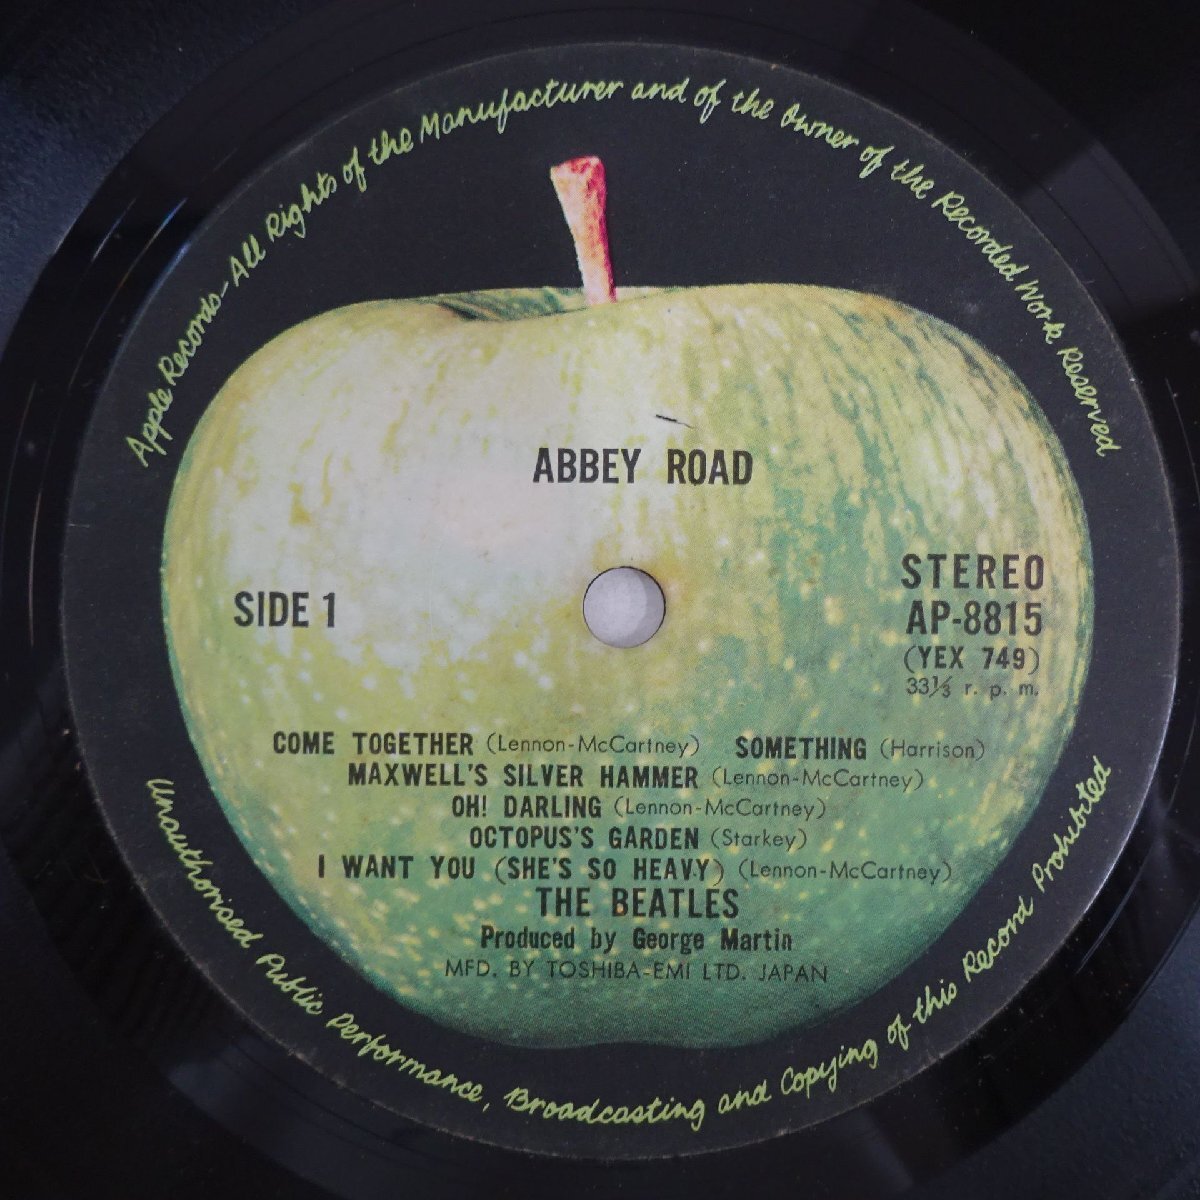 Apple Records - All Rights of the Manufacturer and of the Owner of the Recorded Work Reserved
ABBEY ROAD
SIDE 1
STEREO
AP-8815
(YEX 749)
33⅓ r. p. m.
COME TOGETHER (Lennon-McCartney) SOMETHING (Harrison)
MAXWELL'S SILVER HAMMER (Lennon-McCartney)
OH! DARLING (Lennon-McCartney)
OCTOPUS'S GARDEN (Starkey)
I WANT YOU (SHE'S SO HEAVY) (Lennon-McCartney)
THE BEATLES
Produced by George Martin
MFD. BY TOSHIBA-EMI LTD. JAPAN
Unauthorised Public Performance, Broadcasting and Copying of this Record Prohibited